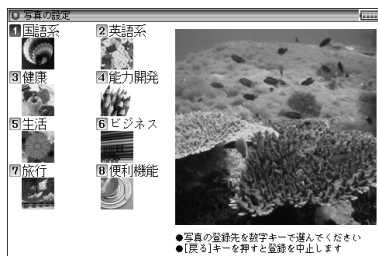 写真の設定
1 国語系
2 英語系
3 健康
4 能力開発
5 生活
6 ビジネス
7 旅行
8 便利機能
●写真の登録先を数字キーで選んでください
●[戻る]キーを押すと登録を中止します